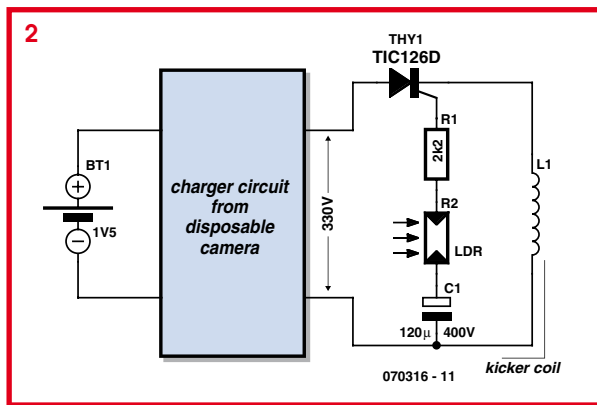 2
THY1
TIC126D
BT1
1V5
charger circuit
from
disposable
camera
330V
R1
2k2
R2
LDR
C1
120µ 400V
L1
kicker coil
070316 - 11